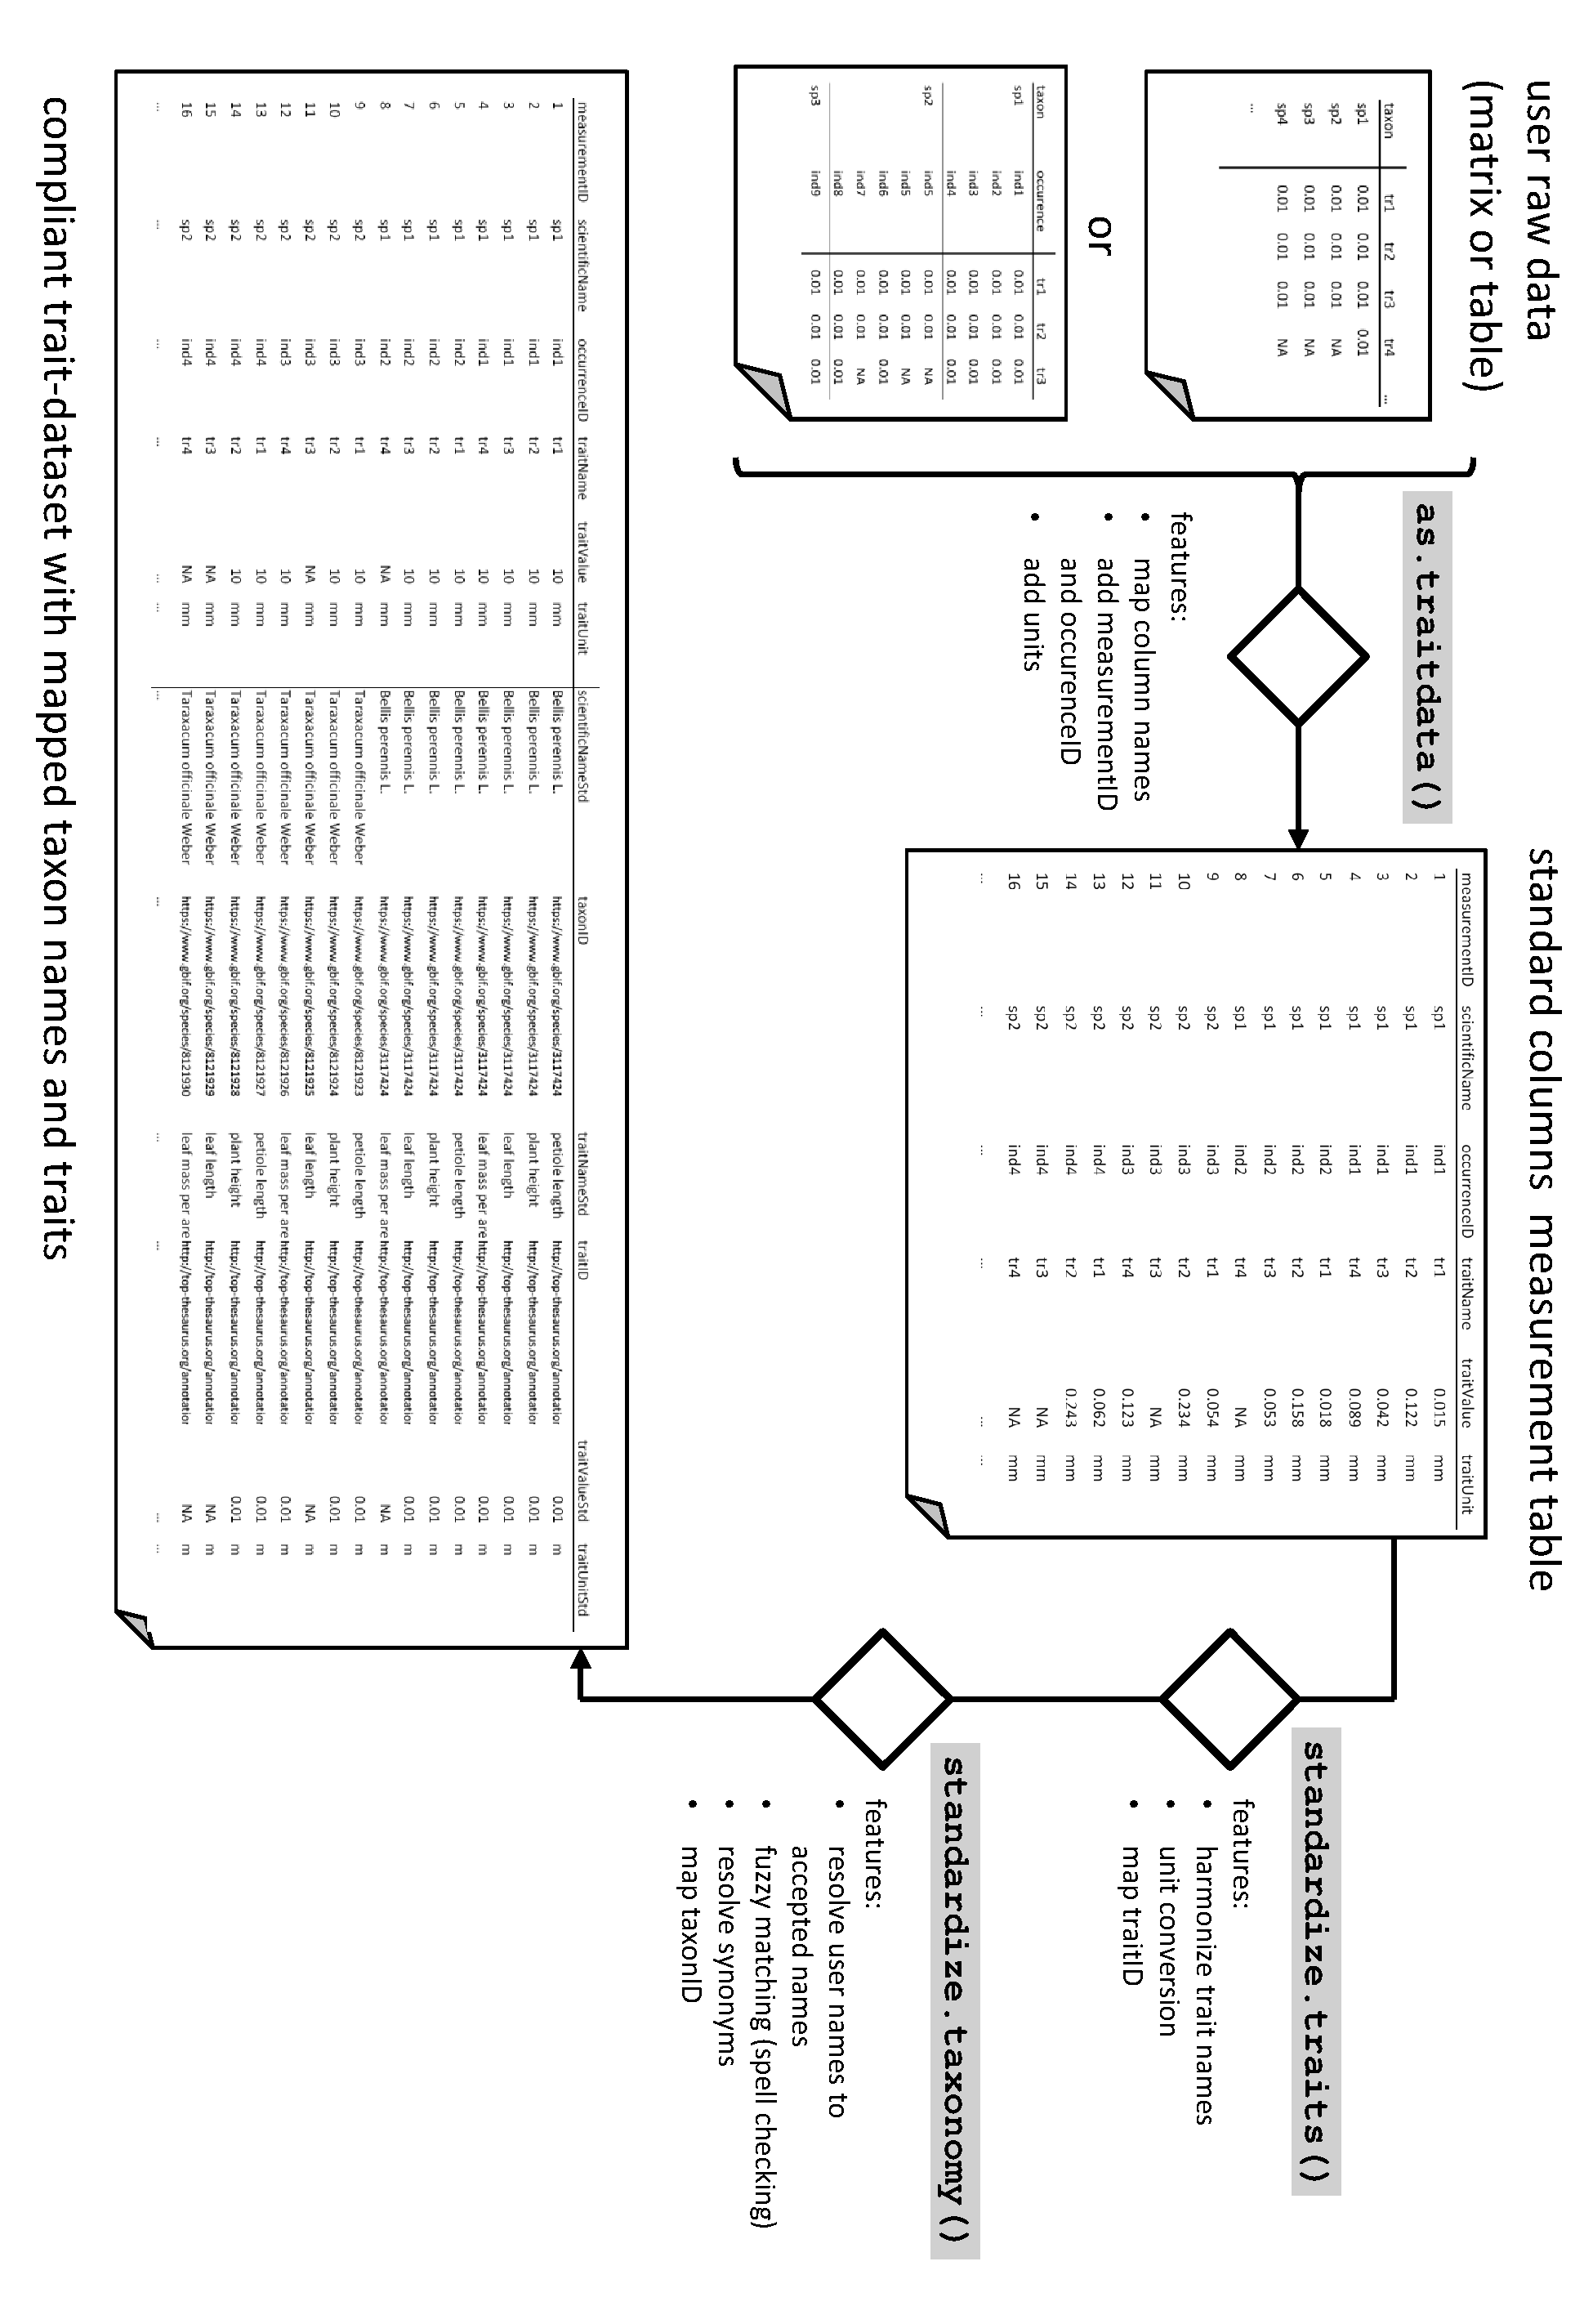 user raw data
(matrix or table)
taxon tr1 tr2 tr3 tr4 ...
sp1 0.01 0.01 0.01 0.01
sp2 0.01 0.01 0.01 NA
sp3 0.01 0.01 0.01 NA
sp4 0.01 0.01 0.01 NA
...
or
taxon occurence tr1 tr2 tr3
sp1 ind1 0.01 0.01 0.01
ind2 0.01 0.01 0.01
ind3 0.01 0.01 0.01
ind4 0.01 0.01 0.01
sp2 ind5 0.01 0.01 NA
ind5 0.01 0.01 NA
ind6 0.01 0.01 0.01
ind7 0.01 0.01 NA
ind8 0.01 0.01 0.01
sp3 ind9 0.01 0.01 0.01
as.traitdata()
features:
• map column names
• add measurementID
and occurenceID
• add units
standard columns measurement table
measurementID scientificName occurrenceID traitName traitValue traitUnit
1 sp1 ind1 tr1 0.015 mm
2 sp1 ind1 tr2 0.122 mm
3 sp1 ind1 tr3 0.042 mm
4 sp1 ind1 tr4 0.089 mm
5 sp1 ind2 tr1 0.018 mm
6 sp1 ind2 tr2 0.158 mm
7 sp1 ind2 tr3 0.053 mm
8 sp1 ind2 tr4 NA mm
9 sp2 ind3 tr1 0.054 mm
10 sp2 ind3 tr2 0.234 mm
11 sp2 ind3 tr3 NA mm
12 sp2 ind3 tr4 0.123 mm
13 sp2 ind4 tr1 0.062 mm
14 sp2 ind4 tr2 0.243 mm
15 sp2 ind4 tr3 NA mm
16 sp2 ind4 tr4 NA mm
... ... ... ... ... ...
standardize.traits()
features:
• harmonize trait names
• unit conversion
• map traitID
standardize.taxonomy()
features:
• resolve user names to
accepted names
• fuzzy matching (spell checking)
• resolve synonyms
• map taxonID
measurementID scientificName occurrenceID traitName traitValue traitUnit scientificNameStd taxonID traitNameStd traitID traitValueStd traitUnitStd
1 sp1 ind1 tr1 10 mm Bellis perennis L. https://www.gbif.org/species/3117424 petiole length http://top-thesaurus.org/annotation 0.01 m
2 sp1 ind1 tr2 10 mm Bellis perennis L. https://www.gbif.org/species/3117424 plant height http://top-thesaurus.org/annotation 0.01 m
3 sp1 ind1 tr3 10 mm Bellis perennis L. https://www.gbif.org/species/3117424 leaf length http://top-thesaurus.org/annotation 0.01 m
4 sp1 ind1 tr4 10 mm Bellis perennis L. https://www.gbif.org/species/3117424 leaf mass per are http://top-thesaurus.org/annotation 0.01 m
5 sp1 ind2 tr1 10 mm Bellis perennis L. https://www.gbif.org/species/3117424 petiole length http://top-thesaurus.org/annotation 0.01 m
6 sp1 ind2 tr2 10 mm Bellis perennis L. https://www.gbif.org/species/3117424 plant height http://top-thesaurus.org/annotation 0.01 m
7 sp1 ind2 tr3 10 mm Bellis perennis L. https://www.gbif.org/species/3117424 leaf length http://top-thesaurus.org/annotation 0.01 m
8 sp1 ind2 tr4 NA mm Bellis perennis L. https://www.gbif.org/species/3117424 leaf mass per are http://top-thesaurus.org/annotation NA m
9 sp2 ind3 tr1 10 mm Taraxacum officinale Weber https://www.gbif.org/species/8121923 petiole length http://top-thesaurus.org/annotation 0.01 m
10 sp2 ind3 tr2 10 mm Taraxacum officinale Weber https://www.gbif.org/species/8121924 plant height http://top-thesaurus.org/annotation 0.01 m
11 sp2 ind3 tr3 NA mm Taraxacum officinale Weber https://www.gbif.org/species/8121925 leaf length http://top-thesaurus.org/annotation NA m
12 sp2 ind3 tr4 10 mm Taraxacum officinale Weber https://www.gbif.org/species/8121926 leaf mass per are http://top-thesaurus.org/annotation 0.01 m
13 sp2 ind4 tr1 10 mm Taraxacum officinale Weber https://www.gbif.org/species/8121927 petiole length http://top-thesaurus.org/annotation 0.01 m
14 sp2 ind4 tr2 10 mm Taraxacum officinale Weber https://www.gbif.org/species/8121928 plant height http://top-thesaurus.org/annotation 0.01 m
15 sp2 ind4 tr3 NA mm Taraxacum officinale Weber https://www.gbif.org/species/8121929 leaf length http://top-thesaurus.org/annotation NA m
16 sp2 ind4 tr4 NA mm Taraxacum officinale Weber https://www.gbif.org/species/8121930 leaf mass per are http://top-thesaurus.org/annotation NA m
... ... ... ... ... ... ... ... ... ... ... ...
compliant trait-dataset with mapped taxon names and traits